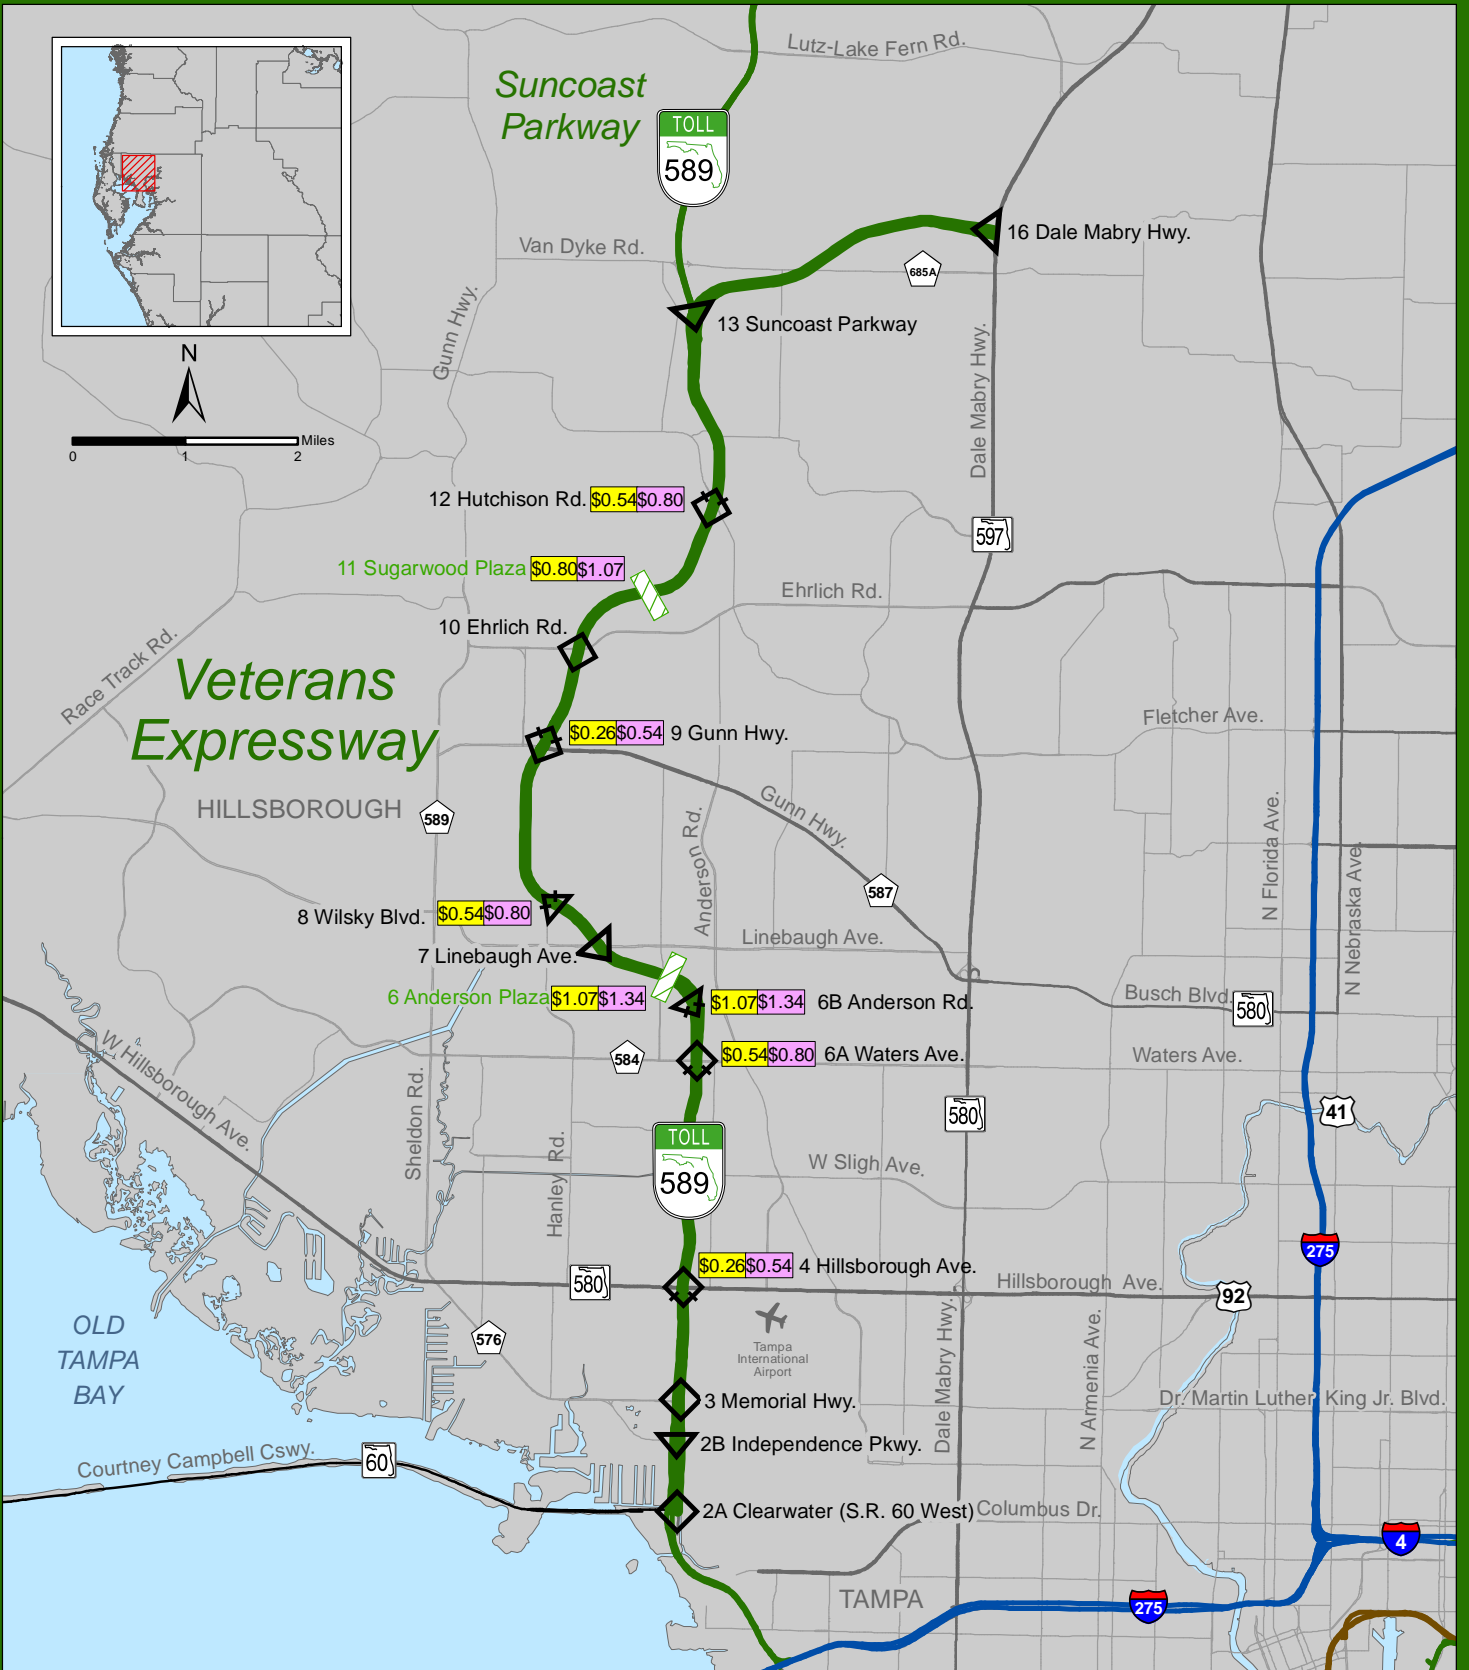 Lutz-Lake Fern Rd.
Suncoast
Parkway
TOLL
589
N
Miles
0 1 2
Van Dyke Rd.
685A
16 Dale Mabry Hwy.
Gunn Hwy.
13 Suncoast Parkway
Dale Mabry Hwy.
12 Hutchison Rd. $0.54 $0.80
597
11 Sugarwood Plaza $0.80 $1.07
Ehrlich Rd.
10 Ehrlich Rd.
Race Track Rd.
Veterans
Expressway
$0.26 $0.54 9 Gunn Hwy.
Fletcher Ave.
HILLSBOROUGH
589
Gunn Hwy.
Anderson Rd.
587
N Florida Ave.
N Nebraska Ave.
8 Wilsky Blvd. $0.54 $0.80
7 Linebaugh Ave.
Linebaugh Ave.
6 Anderson Plaza $1.07 $1.34
$1.07 $1.34 6B Anderson Rd.
Busch Blvd.
580
W Hillsborough Ave.
584
$0.54 $0.80 6A Waters Ave.
Waters Ave.
Sheldon Rd.
580
41
TOLL
589
Hanley Rd.
W Sligh Ave.
275
$0.26 $0.54 4 Hillsborough Ave.
580
Hillsborough Ave.
92
OLD
TAMPA
BAY
576
Tampa
International
Airport
Dale Mabry Hwy.
N Armenia Ave.
3 Memorial Hwy.
Dr. Martin Luther King Jr. Blvd.
2B Independence Pkwy.
Courtney Campbell Cswy.
60
2A Clearwater (S.R. 60 West)
Columbus Dr.
4
TAMPA
275